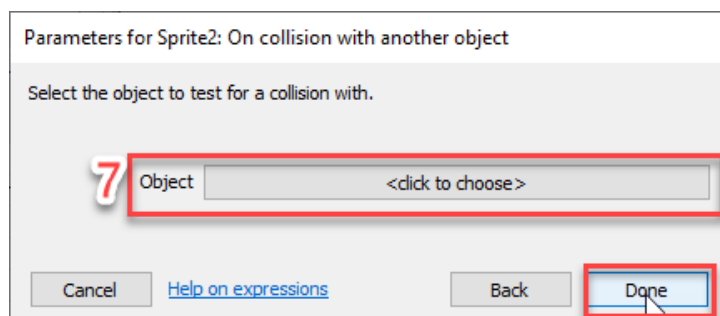 Parameters for Sprite2: On collision with another object
Select the object to test for a collision with.
7 Object <click to choose>
Cancel Help on expressions Back Done